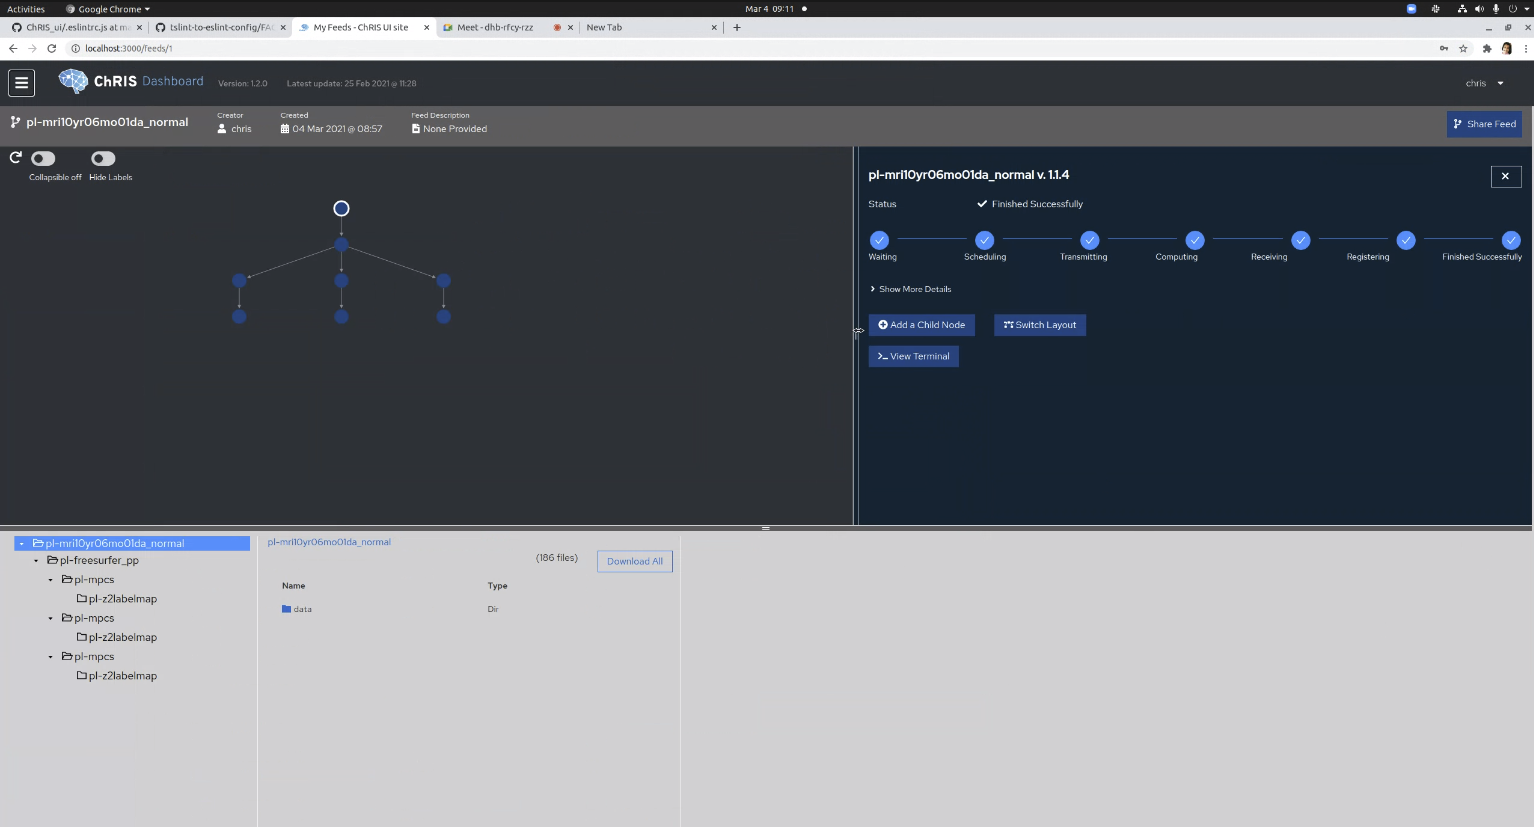 Activities Google Chrome Mar 4 09:11
ChRIS_ui/.eslintrc.js at ma tslint-to-eslint-config/FAQ My Feeds - ChRIS UI site Meet - dhb-rfcy-rzz New Tab
localhost:3000/feeds/1
ChRIS Dashboard Version: 1.2.0 Latest update: 25 Feb 2021 @ 11:28 chris
pl-mri10yr06mo01da_normal
Creator Created Feed Description
chris 04 Mar 2021 @ 08:57 None Provided
Share Feed
Collapsible off Hide Labels
pl-mri10yr06mo01da_normal v. 1.1.4
Status Finished Successfully
Waiting Scheduling Transmitting Computing Receiving Registering Finished Successfully
Show More Details
Add a Child Node Switch Layout
View Terminal
pl-mri10yr06mo01da_normal
pl-freesurfer_pp
pl-mpcs
pl-z2labelmap
pl-mpcs
pl-z2labelmap
pl-mpcs
pl-z2labelmap
pl-mri10yr06mo01da_normal
(186 files) Download All
Name Type
data Dir